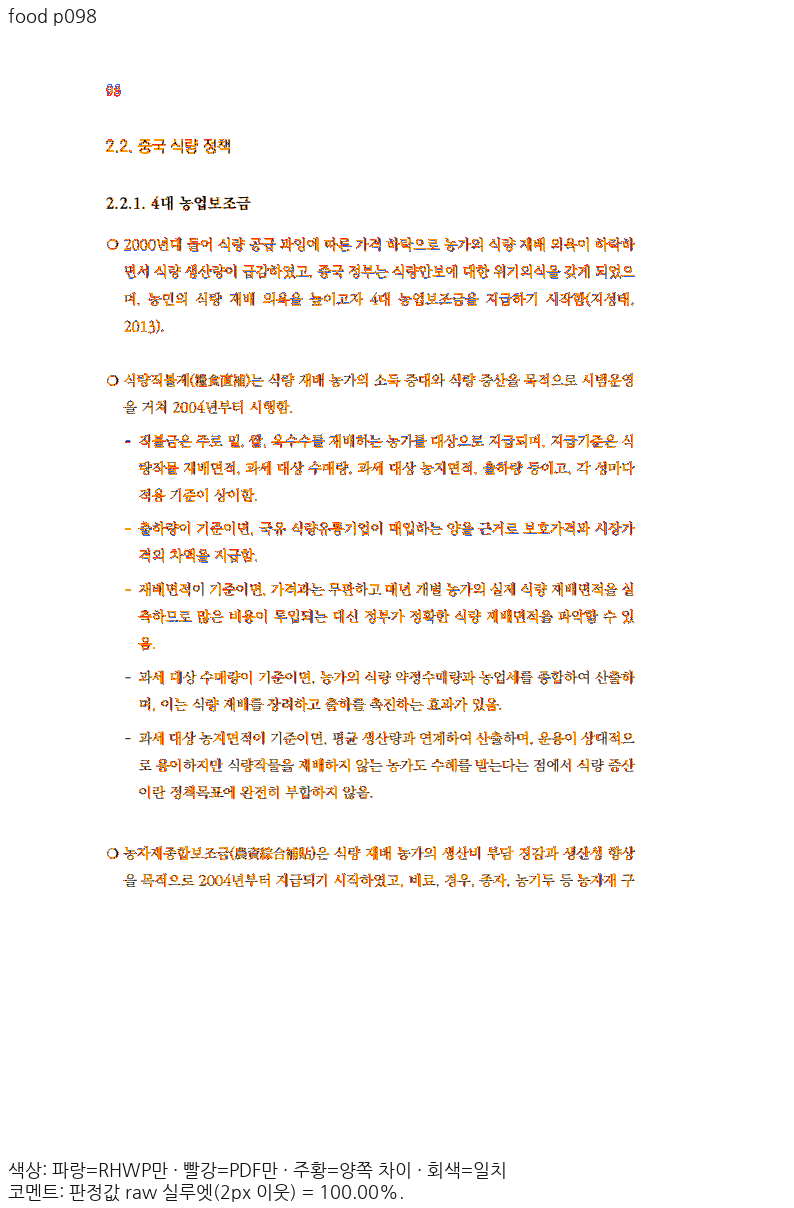 food p098
2.2. 중국 식량 정책
2.2.1. 4대 농업보조금
○ 2000년대 들어 식량 공급 과잉에 따른 가격 하락으로 농가의 식량 재배 의욕이 하락하
면서 식량 생산량이 급감하였고, 중국 정부는 식량안보에 대한 위기의식을 갖게 되었으
며, 농민의 식량 재배 의욕을 높이고자 4대 농업보조금을 지급하기 시작함(지성태,
2013).
○ 식량직불제(糧食直補)는 식량 재배 농가의 소득 증대와 식량 증산을 목적으로 시범운영
을 거쳐 2004년부터 시행함.
- 직불금은 주로 밀, 쌀, 옥수수를 재배하는 농가를 대상으로 지급되며, 지급기준은 식
량작물 재배면적, 과세 대상 수매량, 과세 대상 농지면적, 출하량 등이고, 각 성마다
적용 기준이 상이함.
- 출하량이 기준이면, 국유 식량유통기업이 매입하는 양을 근거로 보호가격과 시장가
격의 차액을 지급함.
- 재배면적이 기준이면, 가격과는 무관하고 매년 개별 농가의 실제 식량 재배면적을 실
측하므로 많은 비용이 투입되는 대신 정부가 정확한 식량 재배면적을 파악할 수 있
음.
- 과세 대상 수매량이 기준이면, 농가의 식량 약정수매량과 농업세를 종합하여 산출하
며, 이는 식량 재배를 장려하고 출하를 촉진하는 효과가 있음.
- 과세 대상 농지면적이 기준이면, 평균 생산량과 연계하여 산출하며, 운용이 상대적으
로 용이하지만 식량작물을 재배하지 않는 농가도 수혜를 받는다는 점에서 식량 증산
이란 정책목표에 완전히 부합하지 않음.
○ 농자재종합보조금(農資綜合補貼)은 식량 재배 농가의 생산비 부담 경감과 생산성 향상
을 목적으로 2004년부터 지급되기 시작하였고, 비료, 경유, 종자, 농기구 등 농자재 구
색상: 파랑=RHWP만 · 빨강=PDF만 · 주황=양쪽 차이 · 회색=일치
코멘트: 판정값 raw 실루엣(2px 이웃) = 100.00%.